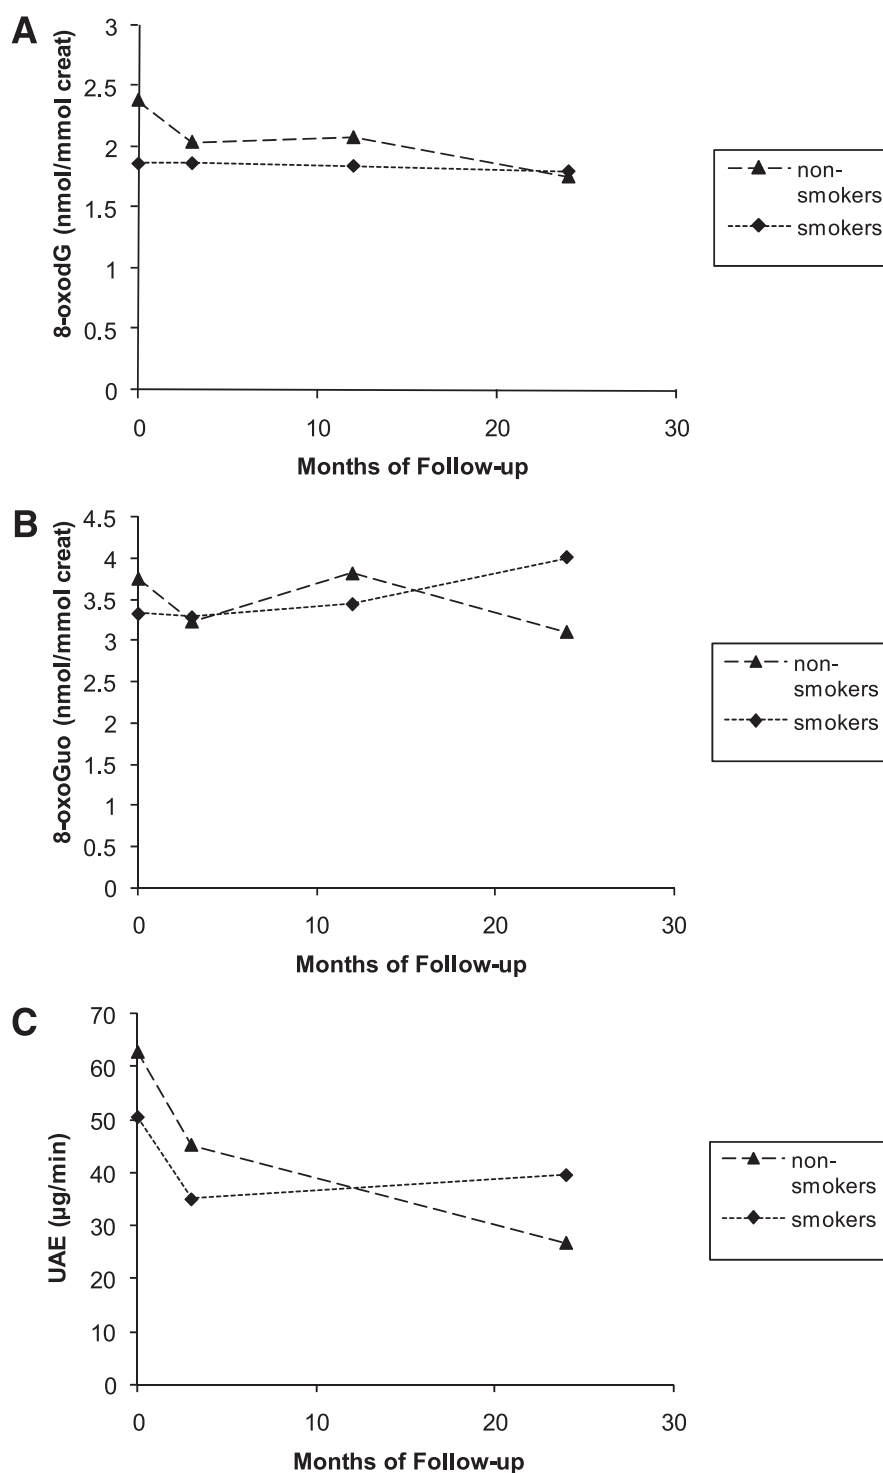 A
8-oxodG (nmol/mmol creat)
3
2.5
2
1.5
1
0.5
0
0
10
20
30
Months of Follow-up
non-
smokers
smokers
B
8-oxoGuo (nmol/mmol creat)
4.5
4
3.5
3
2.5
2
1.5
1
0.5
0
0
10
20
30
Months of Follow-up
non-
smokers
smokers
C
UAE (µg/min)
70
60
50
40
30
20
10
0
0
10
20
30
Months of Follow-up
non-
smokers
smokers